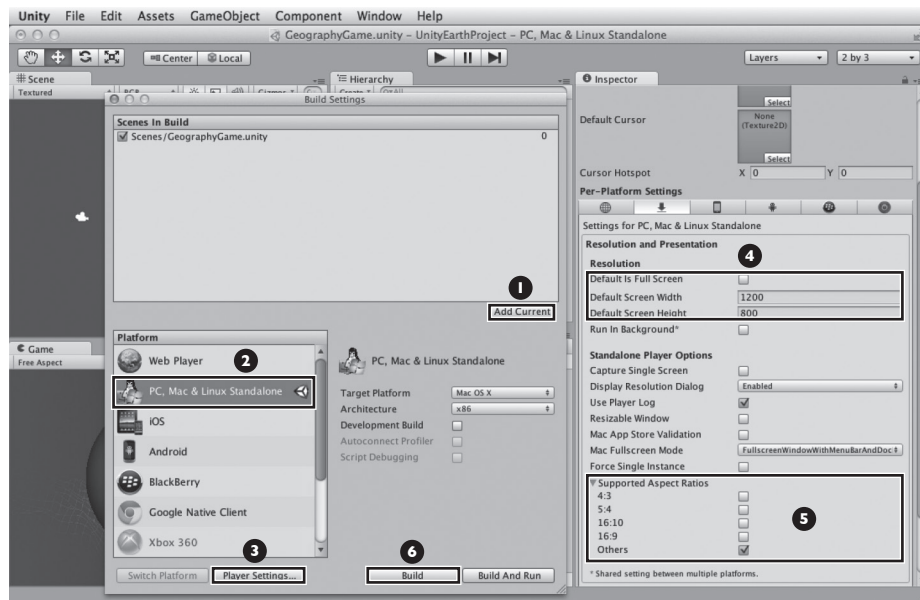 Unity File Edit Assets GameObject Component Window Help
GeographyGame.unity – UnityEarthProject – PC, Mac & Linux Standalone
Center Local
Layers 2 by 3
Scene
Textured
Hierarchy
Build Settings
Scenes In Build
Scenes/GeographyGame.unity 0
1
Add Current
Platform
Web Player
2
PC, Mac & Linux Standalone
iOS
Android
BlackBerry
Google Native Client
Xbox 360
3
Switch Platform
Player Settings...
PC, Mac & Linux Standalone
Target Platform Mac OS X
Architecture x86
Development Build
Autoconnect Profiler
Script Debugging
6
Build
Build And Run
Game
Free Aspect
Inspector
Select
Default Cursor
None
(Texture2D)
Select
Cursor Hotspot X 0 Y 0
Per-Platform Settings
Settings for PC, Mac & Linux Standalone
Resolution and Presentation
4
Resolution
Default Is Full Screen
Default Screen Width 1200
Default Screen Height 800
Run In Background*
Standalone Player Options
Capture Single Screen
Display Resolution Dialog Enabled
Use Player Log
Resizable Window
Mac App Store Validation
Mac Fullscreen Mode FullscreenWindowWithMenuBarAndDoc
Force Single Instance
Supported Aspect Ratios
4:3
5:4
16:10
16:9
Others
5
* Shared setting between multiple platforms.